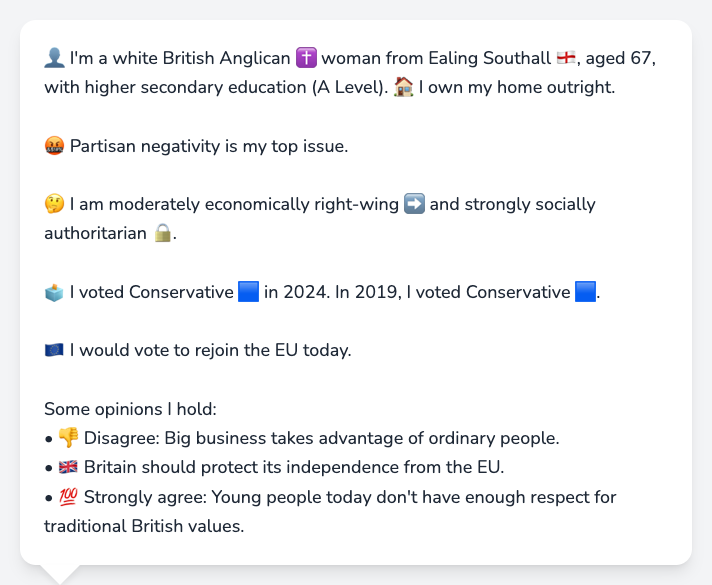 👤 I'm a white British Anglican ✝️ woman from Ealing Southall 🏴󠁧󠁢󠁥󠁮󠁧󠁿, aged 67,
with higher secondary education (A Level). 🏠 I own my home outright.
🤬 Partisan negativity is my top issue.
🤔 I am moderately economically right-wing ➡️ and strongly socially
authoritarian 🔒.
🗳️ I voted Conservative 🟦 in 2024. In 2019, I voted Conservative 🟦.
🇪🇺 I would vote to rejoin the EU today.
Some opinions I hold:
• 👎 Disagree: Big business takes advantage of ordinary people.
• 🇬🇧 Britain should protect its independence from the EU.
• 💯 Strongly agree: Young people today don't have enough respect for
traditional British values.